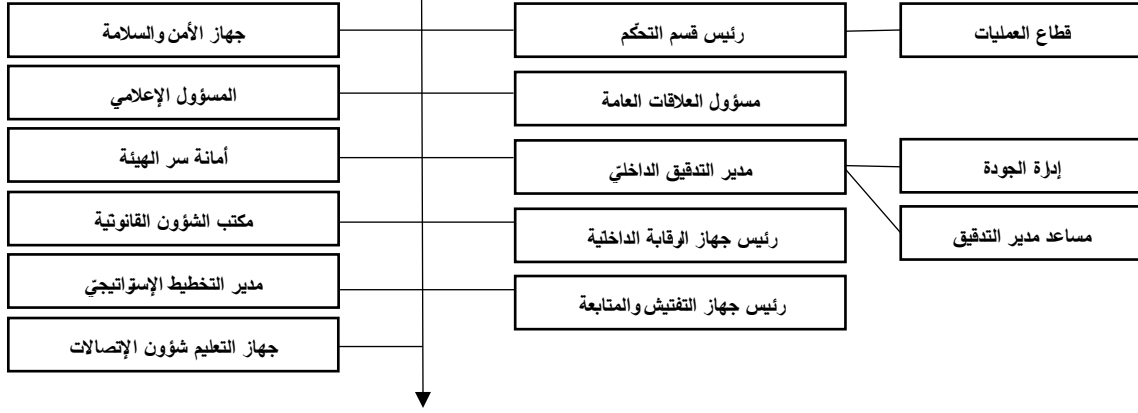 قطاع العمليات
رئيس قسم التحكّم
جهاز الأمن والسلامة
مسؤول العلاقات العامة
المسؤول الإعلامي
إدارة الجودة
مدير التدقيق الداخليّ
أمانة سر الهيئة
مساعد مدير التدقيق
رئيس جهاز الرقابة الداخلية
مكتب الشؤون القانونية
رئيس جهاز التفتيش والمتابعة
مدير التخطيط الإستراتيجيّ
جهاز التعليم شؤون الإتصالات